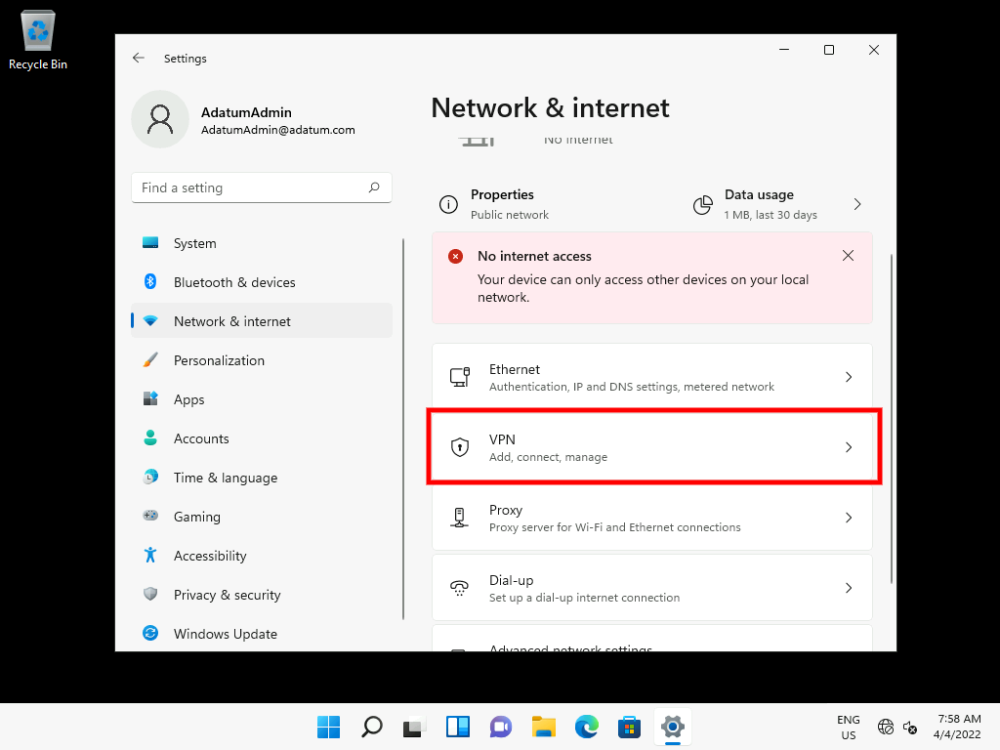 Recycle Bin
Settings
AdatumAdmin
AdatumAdmin@adatum.com
Find a setting
System
Bluetooth & devices
Network & internet
Personalization
Apps
Accounts
Time & language
Gaming
Accessibility
Privacy & security
Windows Update
Network & internet
No internet
Properties
Public network
Data usage
1 MB, last 30 days
No internet access
Your device can only access other devices on your local
network.
Ethernet
Authentication, IP and DNS settings, metered network
VPN
Add, connect, manage
Proxy
Proxy server for Wi-Fi and Ethernet connections
Dial-up
Set up a dial-up internet connection
Advanced network settings
ENG
US
7:58 AM
4/4/2022